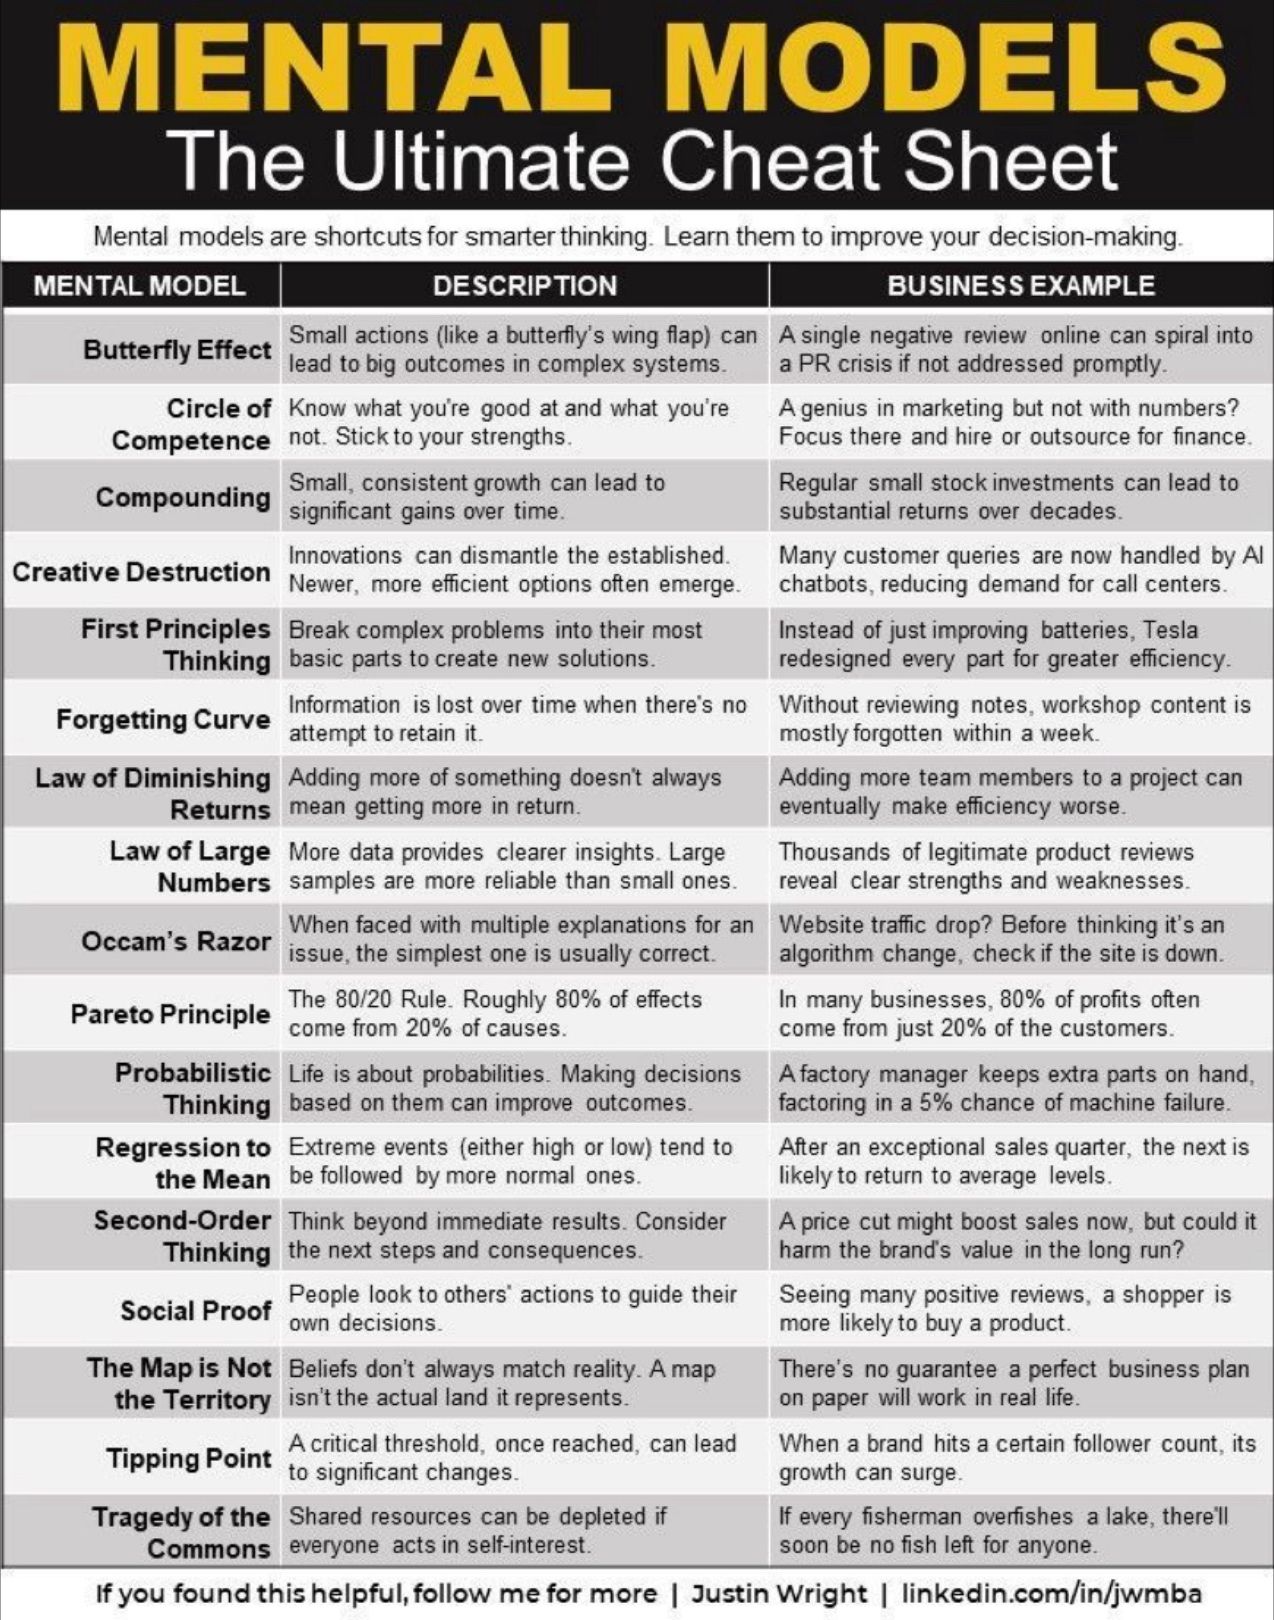 MENTAL MODELS
The Ultimate Cheat Sheet
Mental models are shortcuts for smarter thinking. Learn them to improve your decision-making.
MENTAL MODEL
DESCRIPTION
BUSINESS EXAMPLE
Butterfly Effect
Small actions (like a butterfly's wing flap) can
lead to big outcomes in complex systems.
A single negative review online can spiral into
a PR crisis if not addressed promptly.
Circle of
Competence
Know what you're good at and what you're
not. Stick to your strengths.
A genius in marketing but not with numbers?
Focus there and hire or outsource for finance.
Compounding
Small, consistent growth can lead to
significant gains over time.
Regular small stock investments can lead to
substantial returns over decades.
Creative Destruction
Innovations can dismantle the established.
Newer, more efficient options often emerge.
Many customer queries are now handled by AI
chatbots, reducing demand for call centers.
First Principles
Thinking
Break complex problems into their most
basic parts to create new solutions.
Instead of just improving batteries, Tesla
redesigned every part for greater efficiency.
Forgetting Curve
Information is lost over time when there's no
attempt to retain it.
Without reviewing notes, workshop content is
mostly forgotten within a week.
Law of Diminishing
Returns
Adding more of something doesn't always
mean getting more in return.
Adding more team members to a project can
eventually make efficiency worse.
Law of Large
Numbers
More data provides clearer insights. Large
samples are more reliable than small ones.
Thousands of legitimate product reviews
reveal clear strengths and weaknesses.
Occam's Razor
When faced with multiple explanations for an
issue, the simplest one is usually correct.
Website traffic drop? Before thinking it's an
algorithm change, check if the site is down.
Pareto Principle
The 80/20 Rule. Roughly 80% of effects
come from 20% of causes.
In many businesses, 80% of profits often
come from just 20% of the customers.
Probabilistic
Thinking
Life is about probabilities. Making decisions
based on them can improve outcomes.
A factory manager keeps extra parts on hand,
factoring in a 5% chance of machine failure.
Regression to
the Mean
Extreme events (either high or low) tend to
be followed by more normal ones.
After an exceptional sales quarter, the next is
likely to return to average levels.
Second-Order
Thinking
Think beyond immediate results. Consider
the next steps and consequences.
A price cut might boost sales now, but could it
harm the brand's value in the long run?
Social Proof
People look to others' actions to guide their
own decisions.
Seeing many positive reviews, a shopper is
more likely to buy a product.
The Map is Not
the Territory
Beliefs don't always match reality. A map
isn't the actual land it represents.
There's no guarantee a perfect business plan
on paper will work in real life.
Tipping Point
A critical threshold, once reached, can lead
to significant changes.
When a brand hits a certain follower count, its
growth can surge.
Tragedy of the
Commons
Shared resources can be depleted if
everyone acts in self-interest.
If every fisherman overfishes a lake, there'll
soon be no fish left for anyone.
If you found this helpful, follow me for more | Justin Wright | linkedin.com/in/jwmba